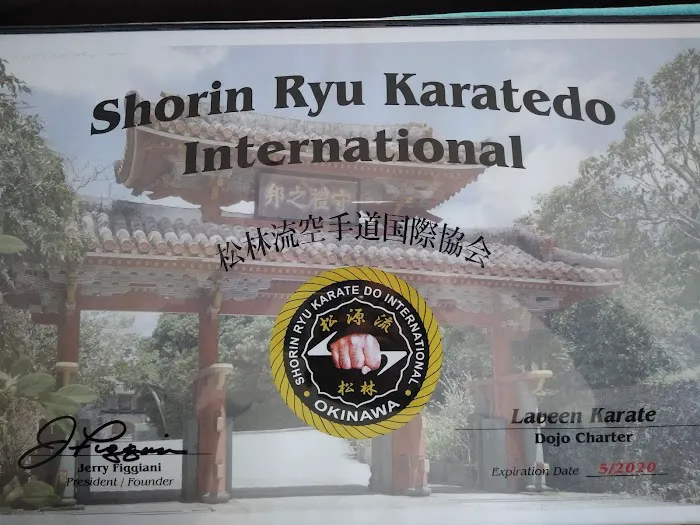 Shorin Ryu Karatedo
International
守禮之邦
松林流空手道国際協会
SHORIN RYU KARATE DO INTERNATIONAL
松源流
松林
OKINAWA
Jerry Figgiani
President / Founder
Laveen Karate
Dojo Charter
Expiration Date 5/2020